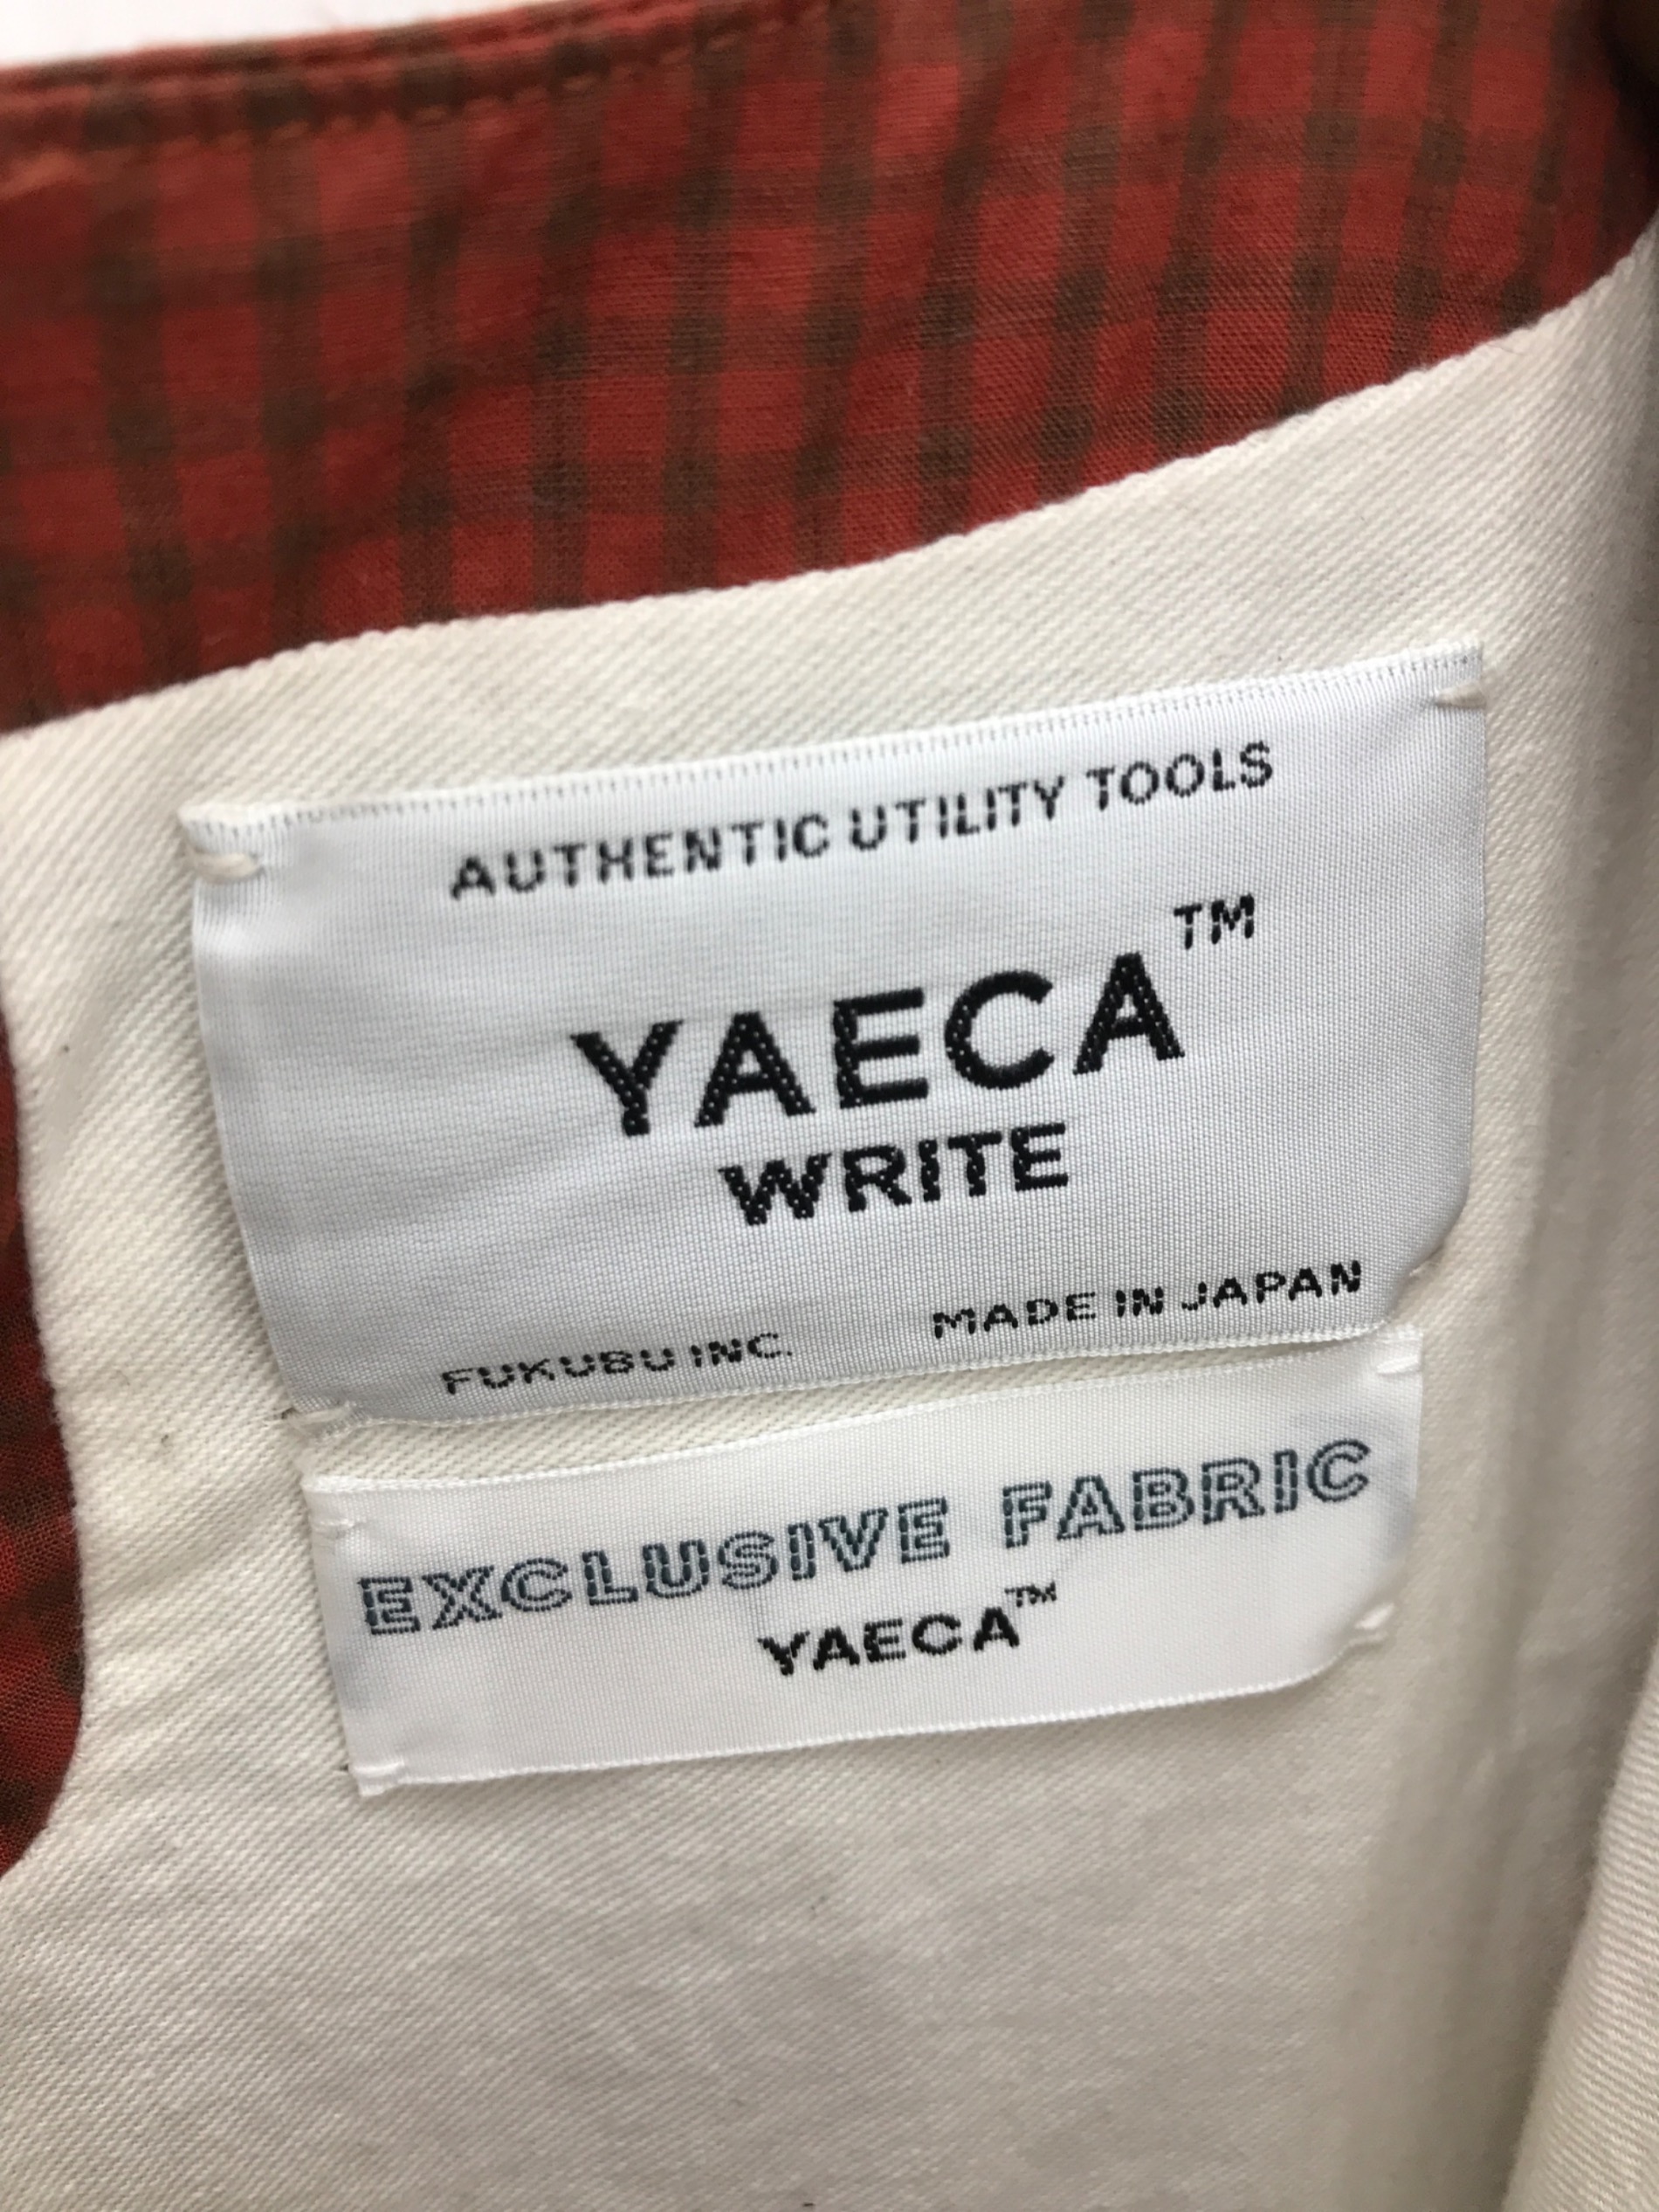 AUTHENTIC UTILITY TOOLS
YAECA™
WRITE
FUKUBU INC. MADE IN JAPAN
EXCLUSIVE FABRIC
YAECA™